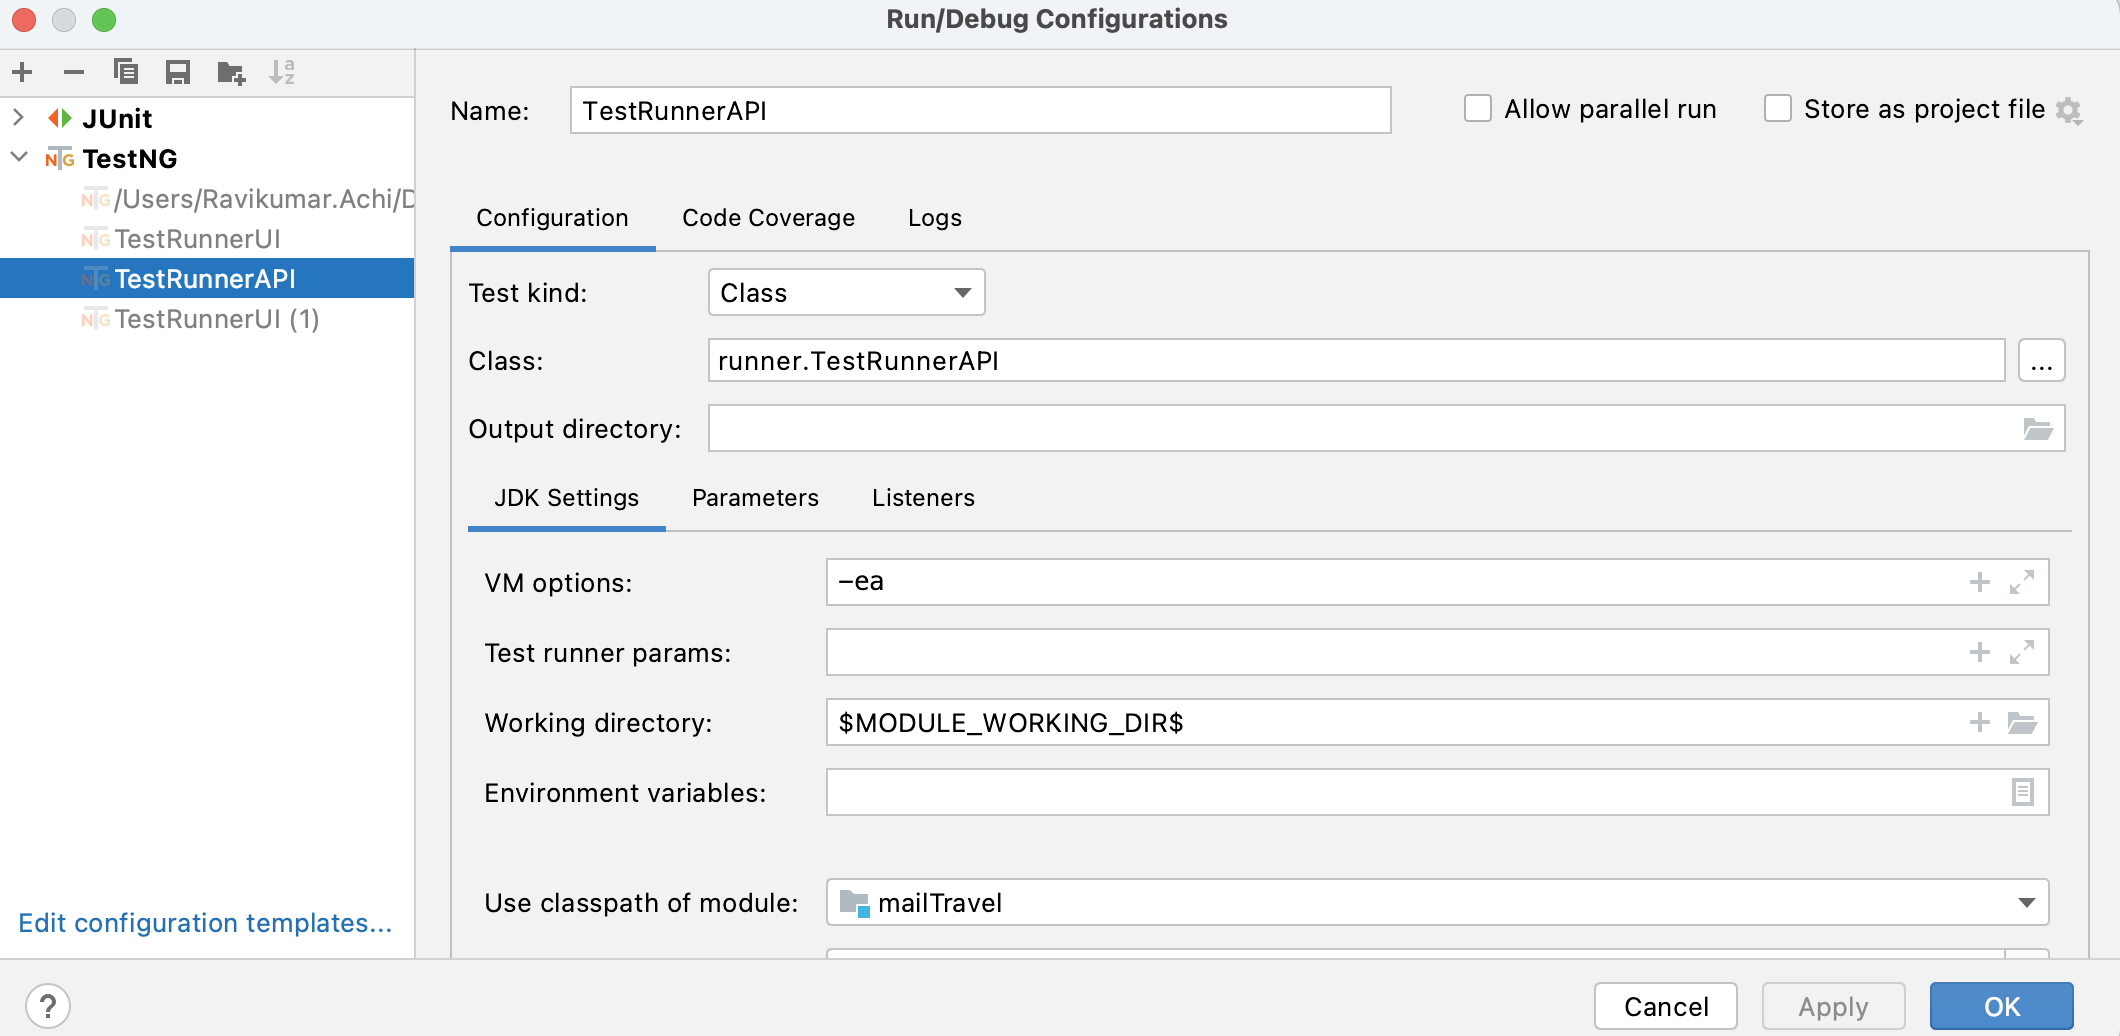 Run/Debug Configurations
JUnit
TestNG
/Users/Ravikumar.Achi/D
TestRunnerUI
TestRunnerAPI
TestRunnerUI (1)
Edit configuration templates...
Name: TestRunnerAPI
Allow parallel run
Store as project file
Configuration Code Coverage Logs
Test kind: Class
Class: runner.TestRunnerAPI ...
Output directory:
JDK Settings Parameters Listeners
VM options: -ea
Test runner params:
Working directory: $MODULE_WORKING_DIR$
Environment variables:
Use classpath of module: mailTravel
? Cancel Apply OK